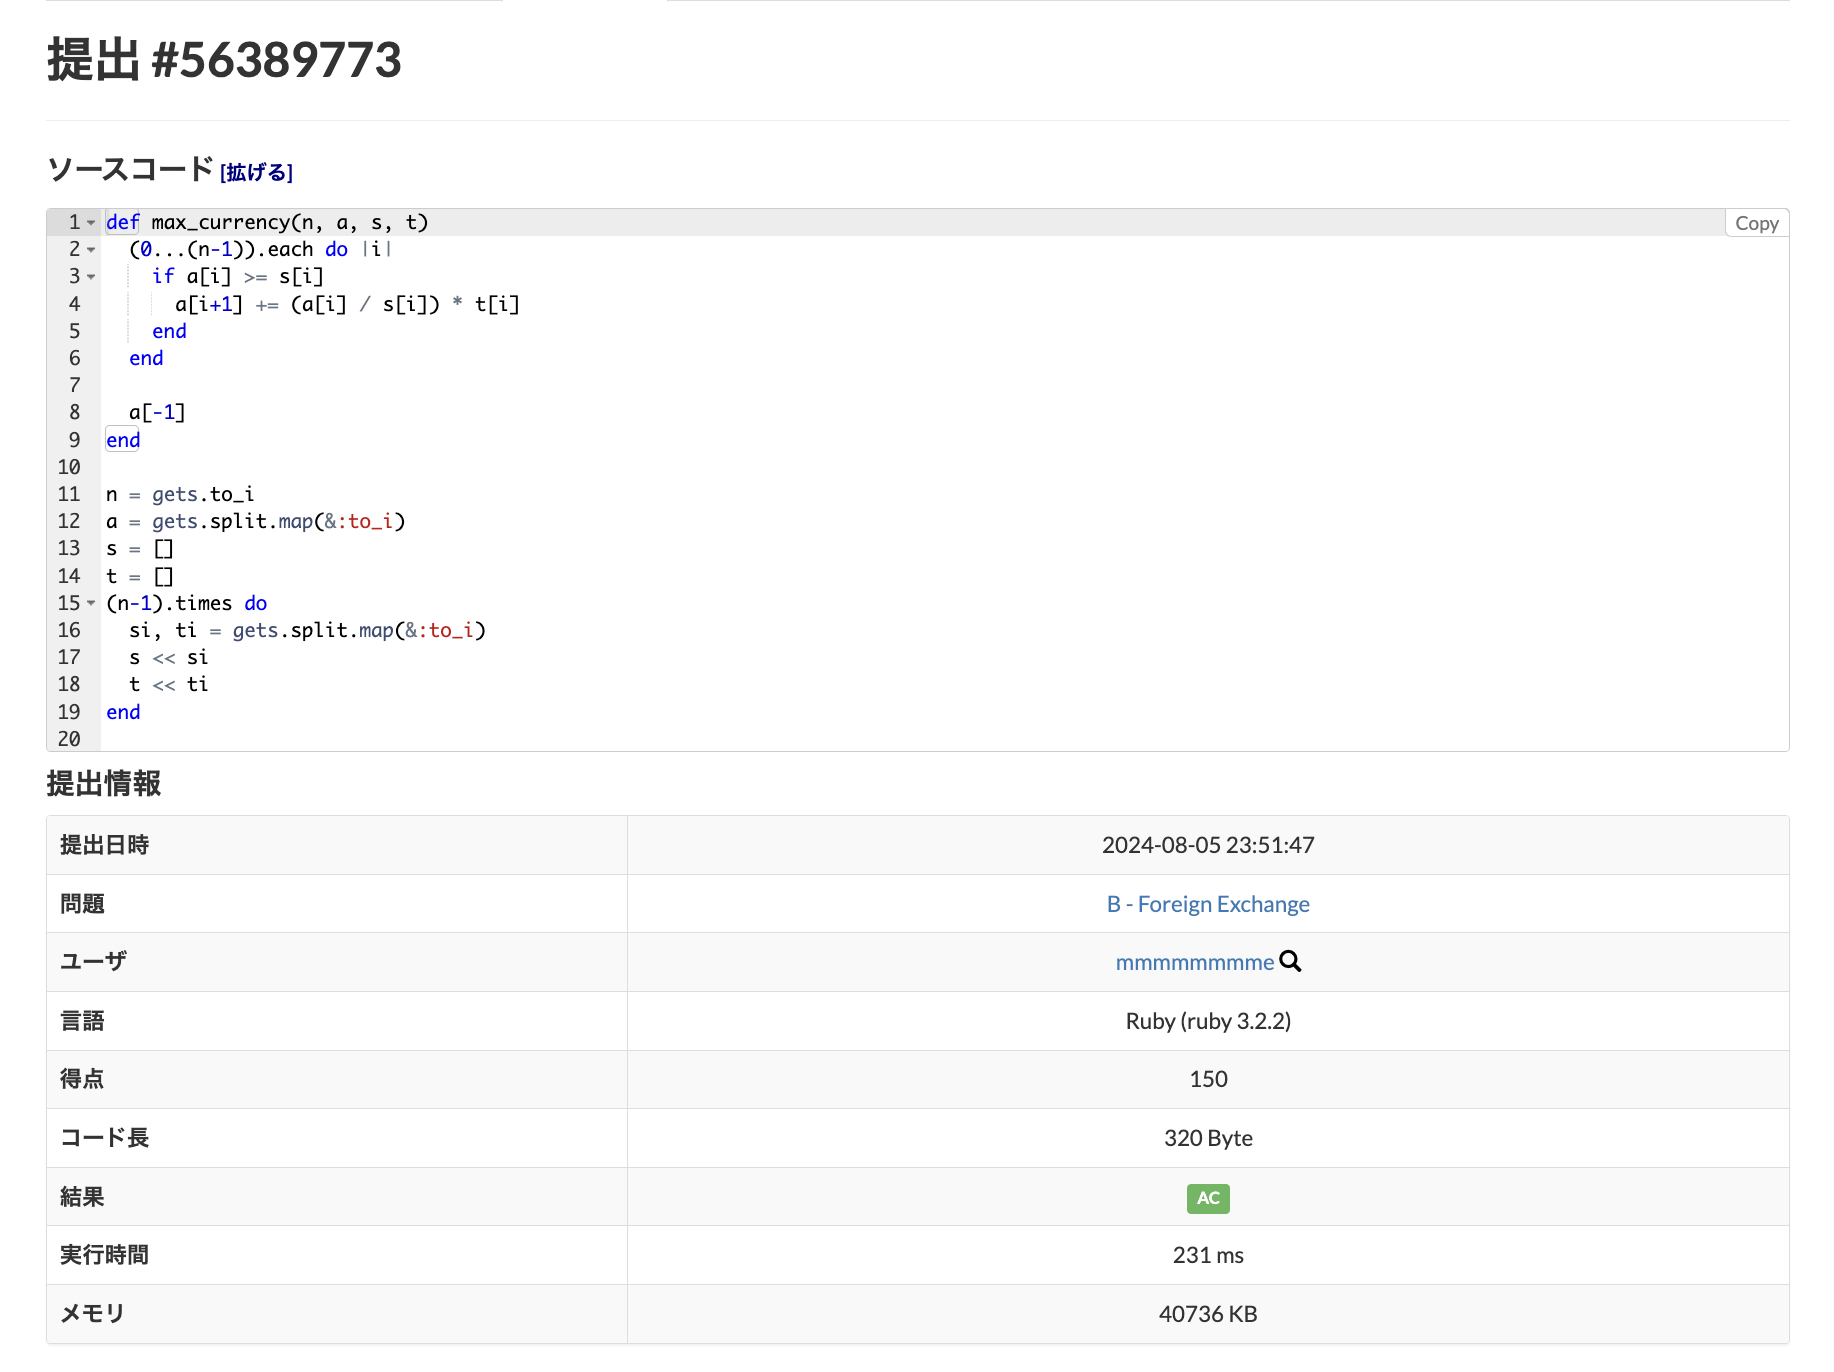 提出 #56389773
ソースコード [拡げる]
Copy
1 def max_currency(n, a, s, t)
2   (0...(n-1)).each do |i|
3     if a[i] >= s[i]
4       a[i+1] += (a[i] / s[i]) * t[i]
5     end
6   end
7
8   a[-1]
9 end
10
11 n = gets.to_i
12 a = gets.split.map(&:to_i)
13 s = []
14 t = []
15 (n-1).times do
16   si, ti = gets.split.map(&:to_i)
17   s << si
18   t << ti
19 end
20
提出情報
提出日時 2024-08-05 23:51:47
問題 B - Foreign Exchange
ユーザ mmmmmmmme
言語 Ruby (ruby 3.2.2)
得点 150
コード長 320 Byte
結果 AC
実行時間 231 ms
メモリ 40736 KB